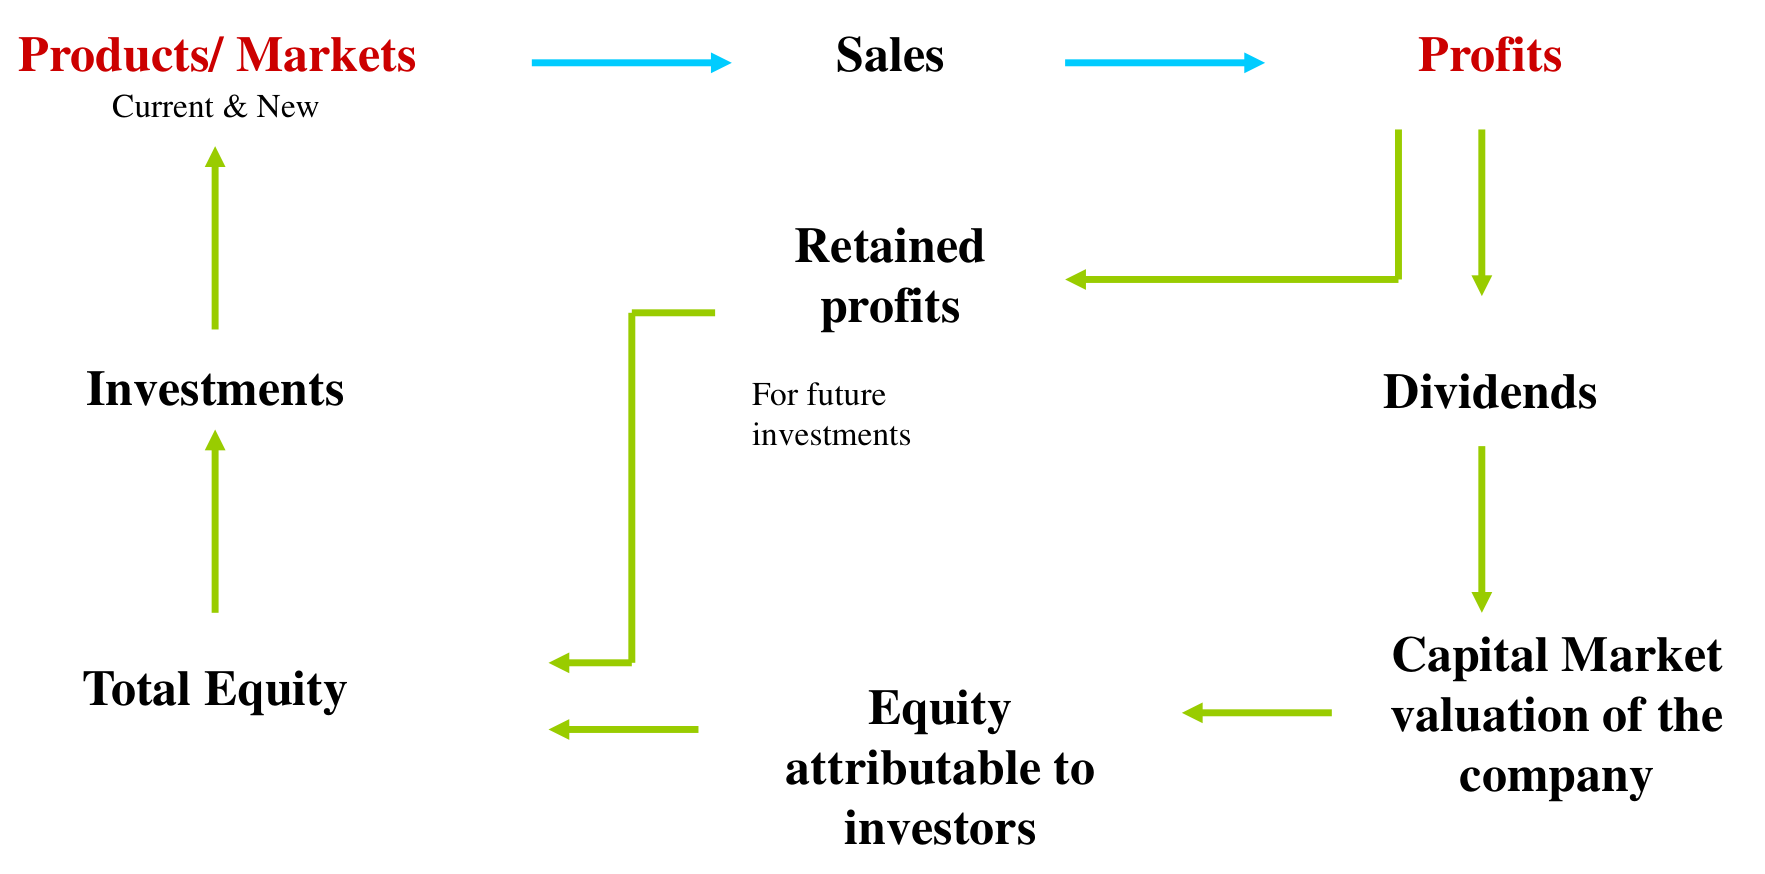 Products/ Markets
Current & New
Sales
Profits
Retained
profits
For future
investments
Investments
Dividends
Total Equity
Equity
attributable to
investors
Capital Market
valuation of the
company